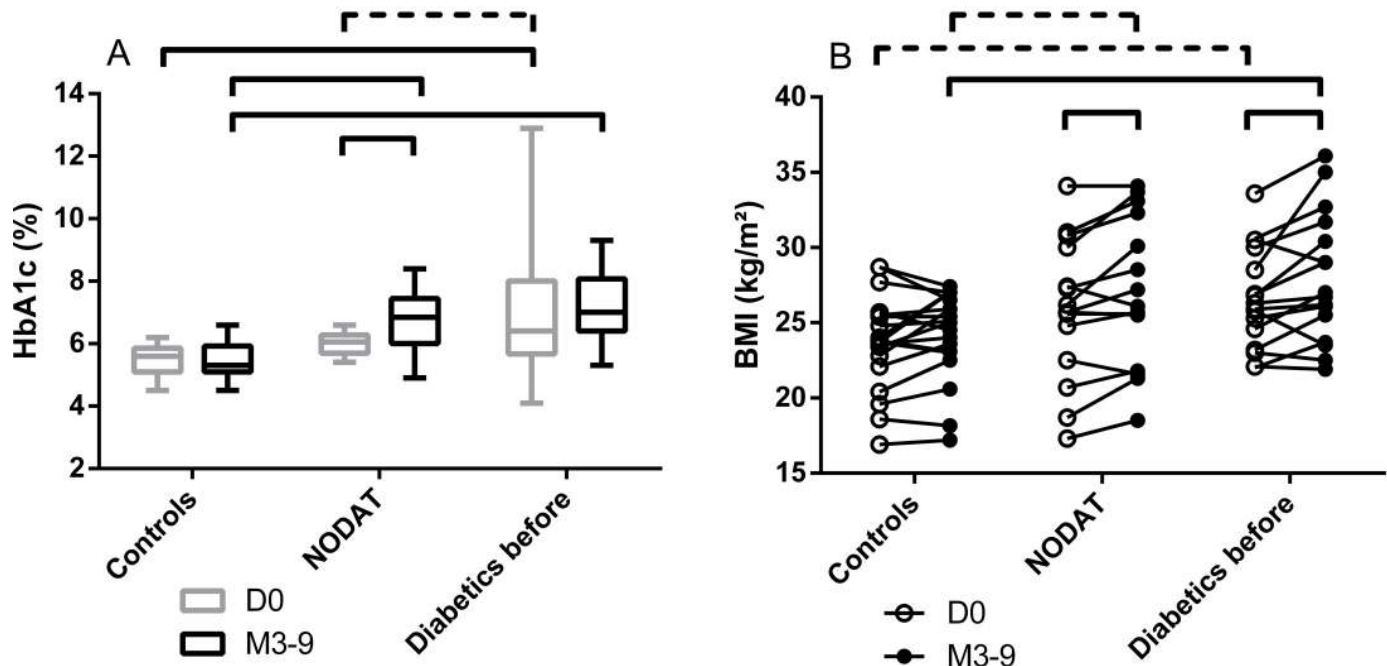 A
HbA1c (%)
14
12
10
8
6
4
2
Controls
NODAT
Diabetics before
D0
M3-9
B
BMI (kg/m²)
40
35
30
25
20
15
Controls
NODAT
Diabetics before
D0
M3-9